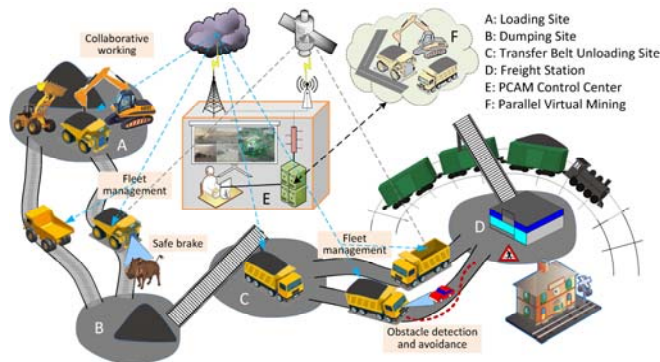 Collaborative
working
F
A: Loading Site
B: Dumping Site
C: Transfer Belt Unloading Site
D: Freight Station
E: PCAM Control Center
F: Parallel Virtual Mining
A
Fleet
management
E
Safe brake
Fleet
management
D
C
B
Obstacle detection
and avoidance